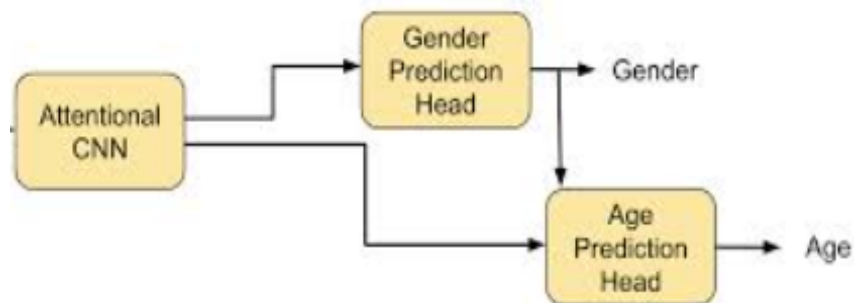 Gender
Prediction
Head
Gender
Attentional
CNN
Age
Prediction
Head
Age